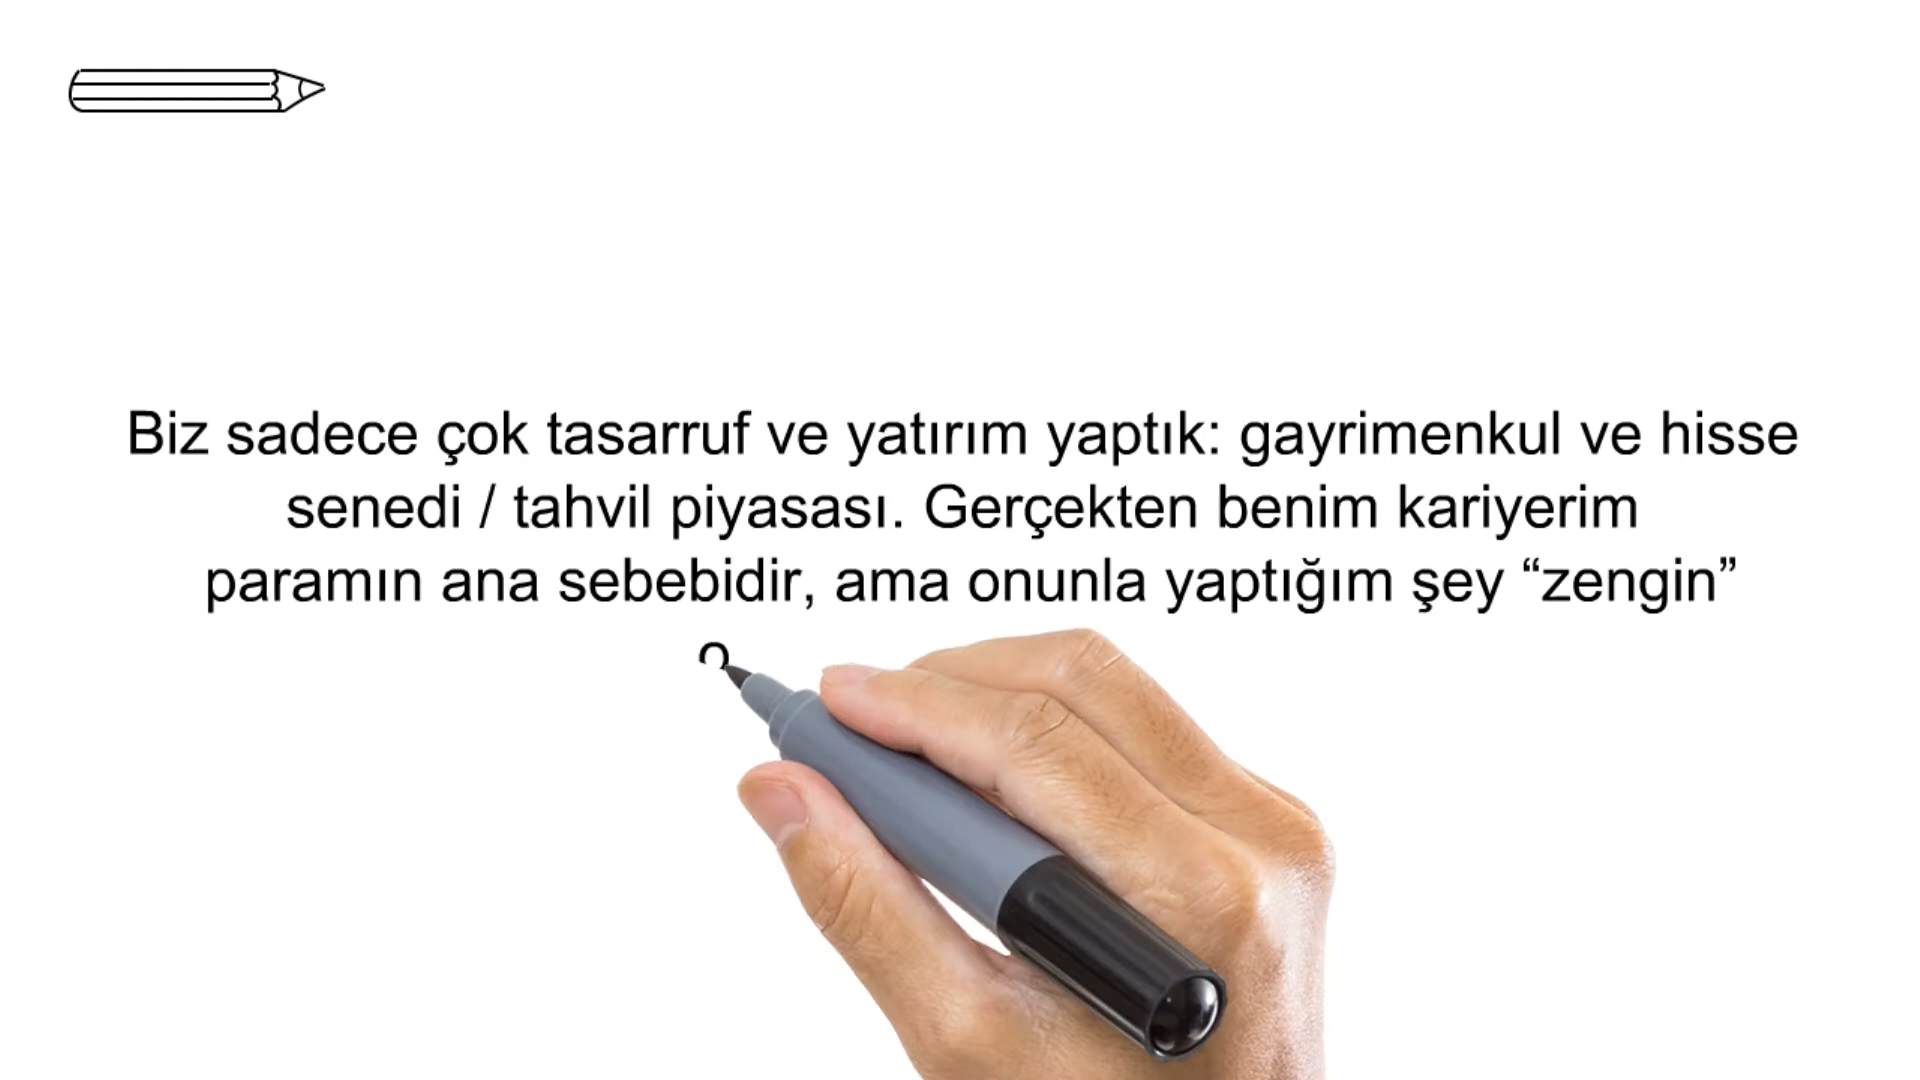 Biz sadece çok tasarruf ve yatırım yaptık: gayrimenkul ve hisse
senedi / tahvil piyasası. Gerçekten benim kariyerim
paramın ana sebebidir, ama onunla yaptığım şey “zengin”